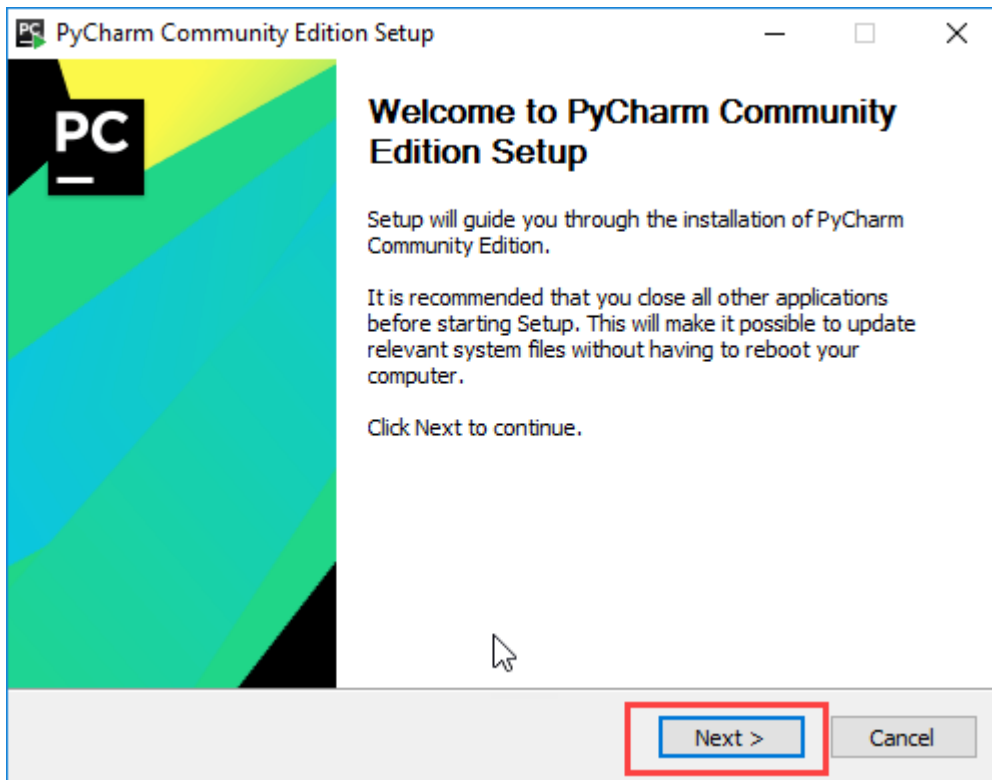 PC PyCharm Community Edition Setup
PC
Welcome to PyCharm Community
Edition Setup
Setup will guide you through the installation of PyCharm
Community Edition.
It is recommended that you close all other applications
before starting Setup. This will make it possible to update
relevant system files without having to reboot your
computer.
Click Next to continue.
Next >
Cancel